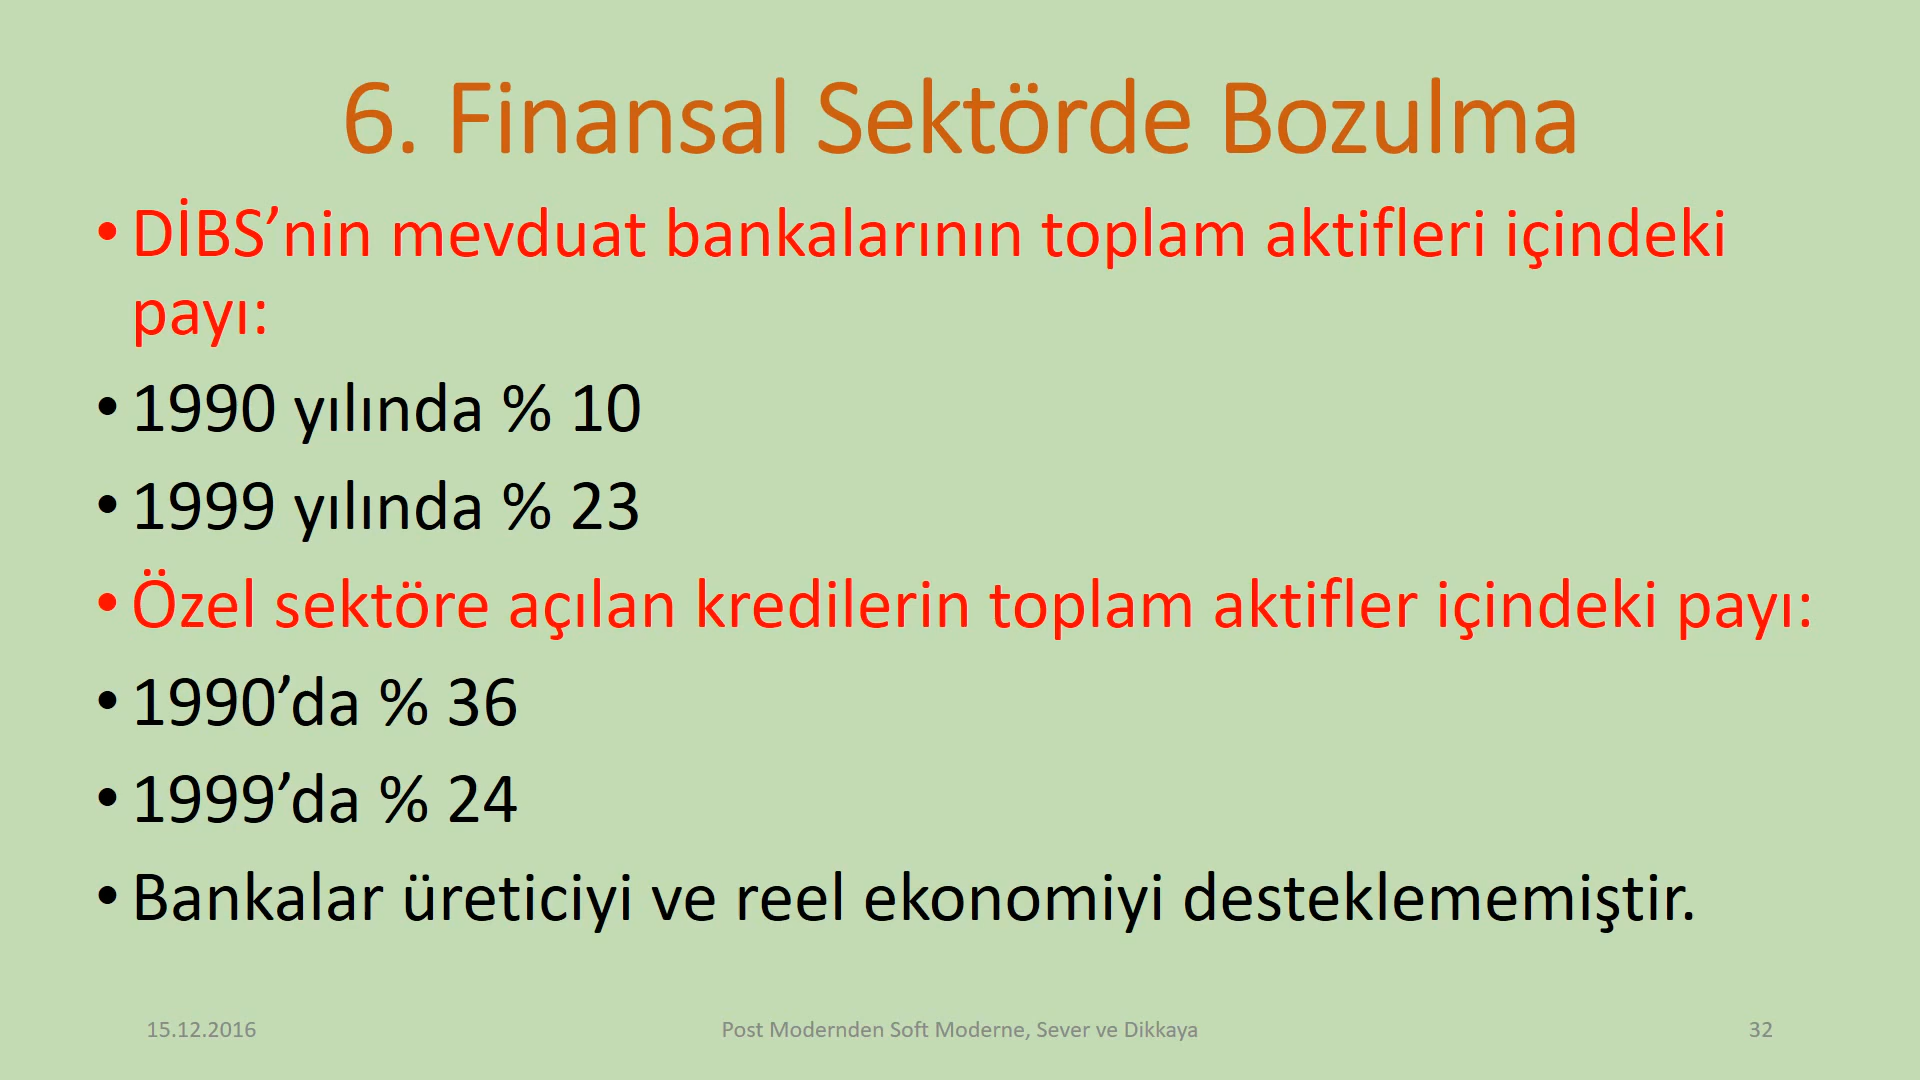 6. Finansal Sektörde Bozulma
• DİBS’nin mevduat bankalarının toplam aktifleri içindeki
payı:
• 1990 yılında % 10
• 1999 yılında % 23
• Özel sektöre açılan kredilerin toplam aktifler içindeki payı:
• 1990’da % 36
• 1999’da % 24
• Bankalar üreticiyi ve reel ekonomiyi desteklememiştir.
15.12.2016
Post Modernden Soft Moderne, Sever ve Dikkaya
32